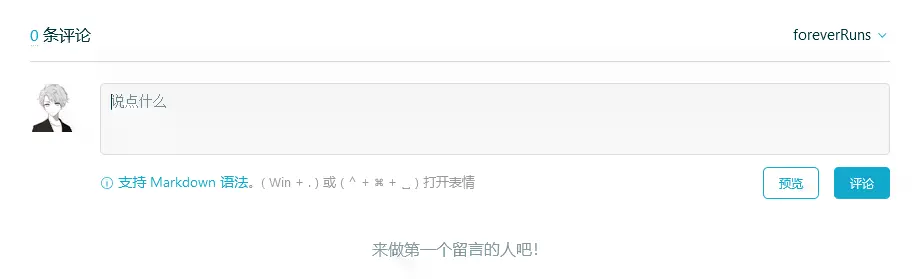 0 条评论
foreverRuns
说点什么
支持 Markdown 语法。( Win + . ) 或 ( ^ + ⌘ + ␣ ) 打开表情
预览
评论
来做第一个留言的人吧!